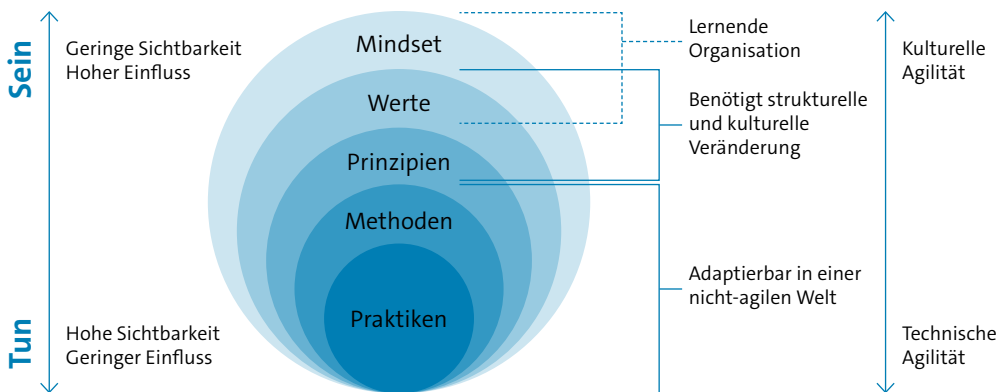 Sein
Geringe Sichtbarkeit
Hoher Einfluss
Mindset
Werte
Prinzipien
Methoden
Praktiken
Lernende
Organisation
Benötigt strukturelle
und kulturelle
Veränderung
Adaptierbar in einer
nicht-agilen Welt
Kulturelle
Agilität
Tun
Hohe Sichtbarkeit
Geringer Einfluss
Technische
Agilität